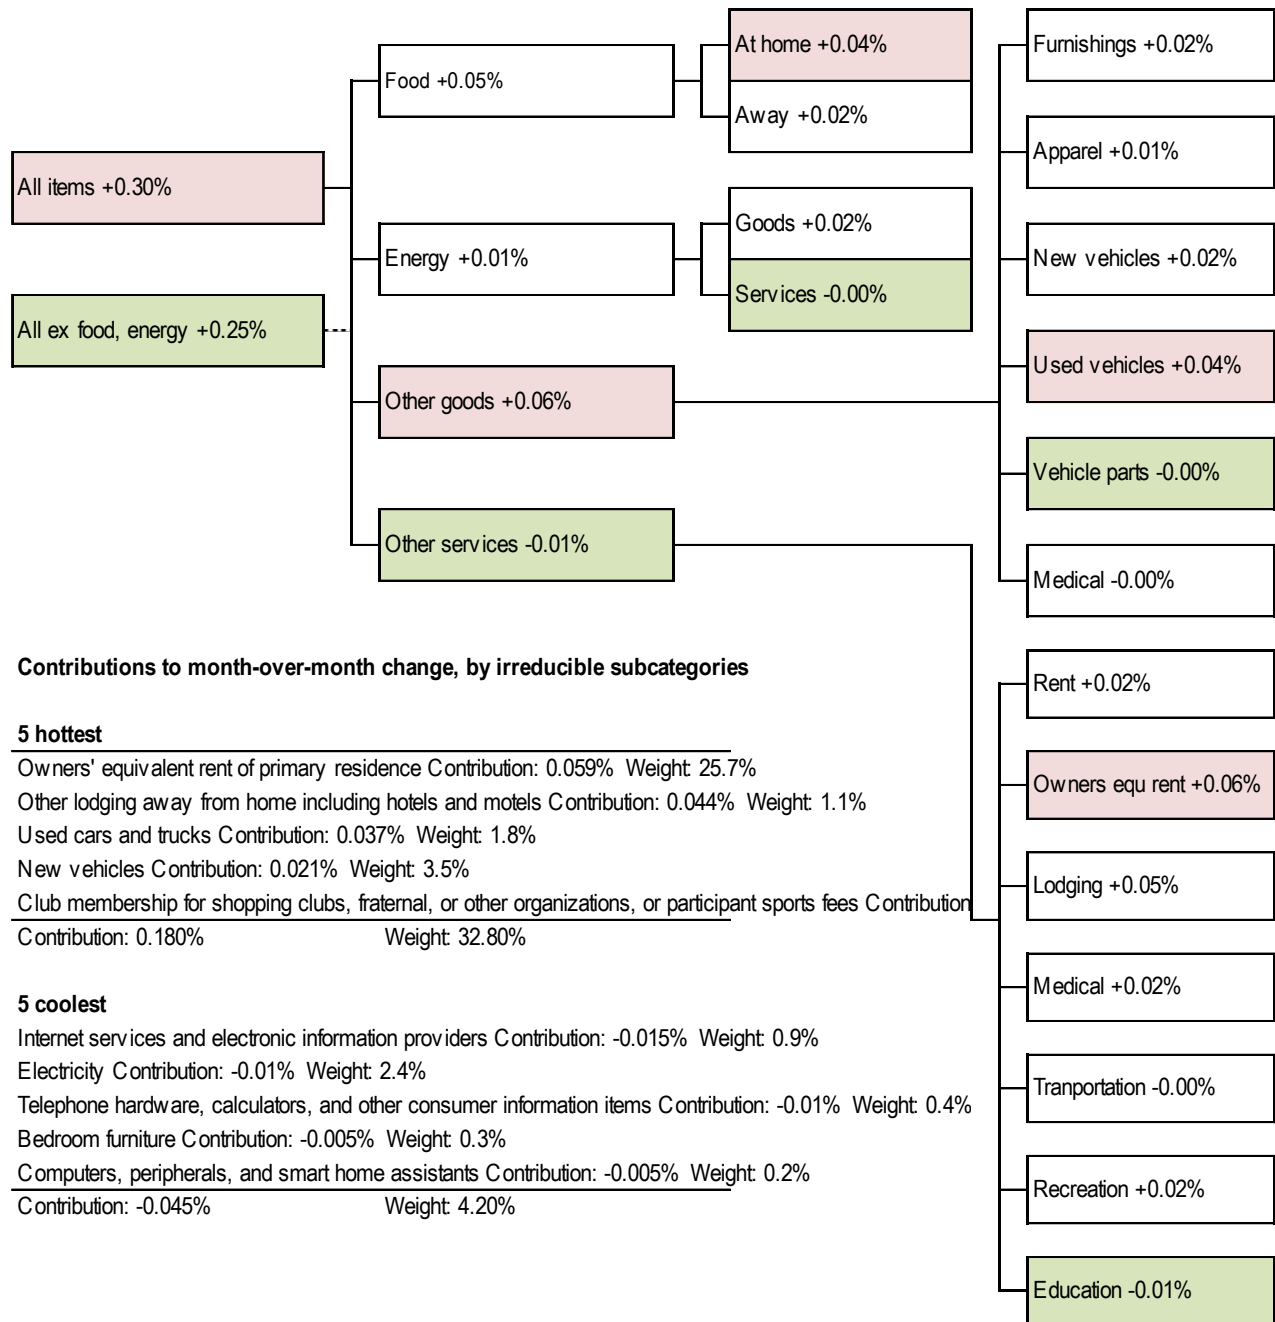 All items +0.30%
All ex food, energy +0.25%
Food +0.05%
Energy +0.01%
Other goods +0.06%
Other services -0.01%
At home +0.04%
Away +0.02%
Goods +0.02%
Services -0.00%
Furnishings +0.02%
Apparel +0.01%
New vehicles +0.02%
Used vehicles +0.04%
Vehicle parts -0.00%
Medical -0.00%
Rent +0.02%
Owners equ rent +0.06%
Lodging +0.05%
Medical +0.02%
Tranportation -0.00%
Recreation +0.02%
Education -0.01%
Contributions to month-over-month change, by irreducible subcategories
5 hottest
Owners' equivalent rent of primary residence Contribution: 0.059% Weight: 25.7%
Other lodging away from home including hotels and motels Contribution: 0.044% Weight: 1.1%
Used cars and trucks Contribution: 0.037% Weight: 1.8%
New vehicles Contribution: 0.021% Weight: 3.5%
Club membership for shopping clubs, fraternal, or other organizations, or participant sports fees Contribution
Contribution: 0.180% Weight: 32.80%
5 coolest
Internet services and electronic information providers Contribution: -0.015% Weight: 0.9%
Electricity Contribution: -0.01% Weight: 2.4%
Telephone hardware, calculators, and other consumer information items Contribution: -0.01% Weight: 0.4%
Bedroom furniture Contribution: -0.005% Weight: 0.3%
Computers, peripherals, and smart home assistants Contribution: -0.005% Weight: 0.2%
Contribution: -0.045% Weight: 4.20%